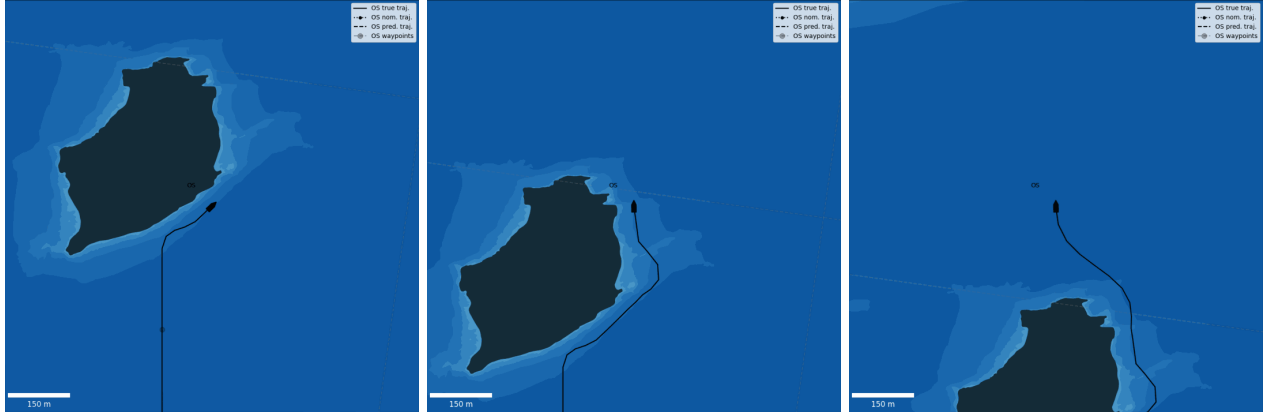 OS true traj.
OS nom. traj.
OS pred. traj.
OS waypoints
OS
150 m
OS true traj.
OS nom. traj.
OS pred. traj.
OS waypoints
OS
150 m
OS true traj.
OS nom. traj.
OS pred. traj.
OS waypoints
OS
150 m